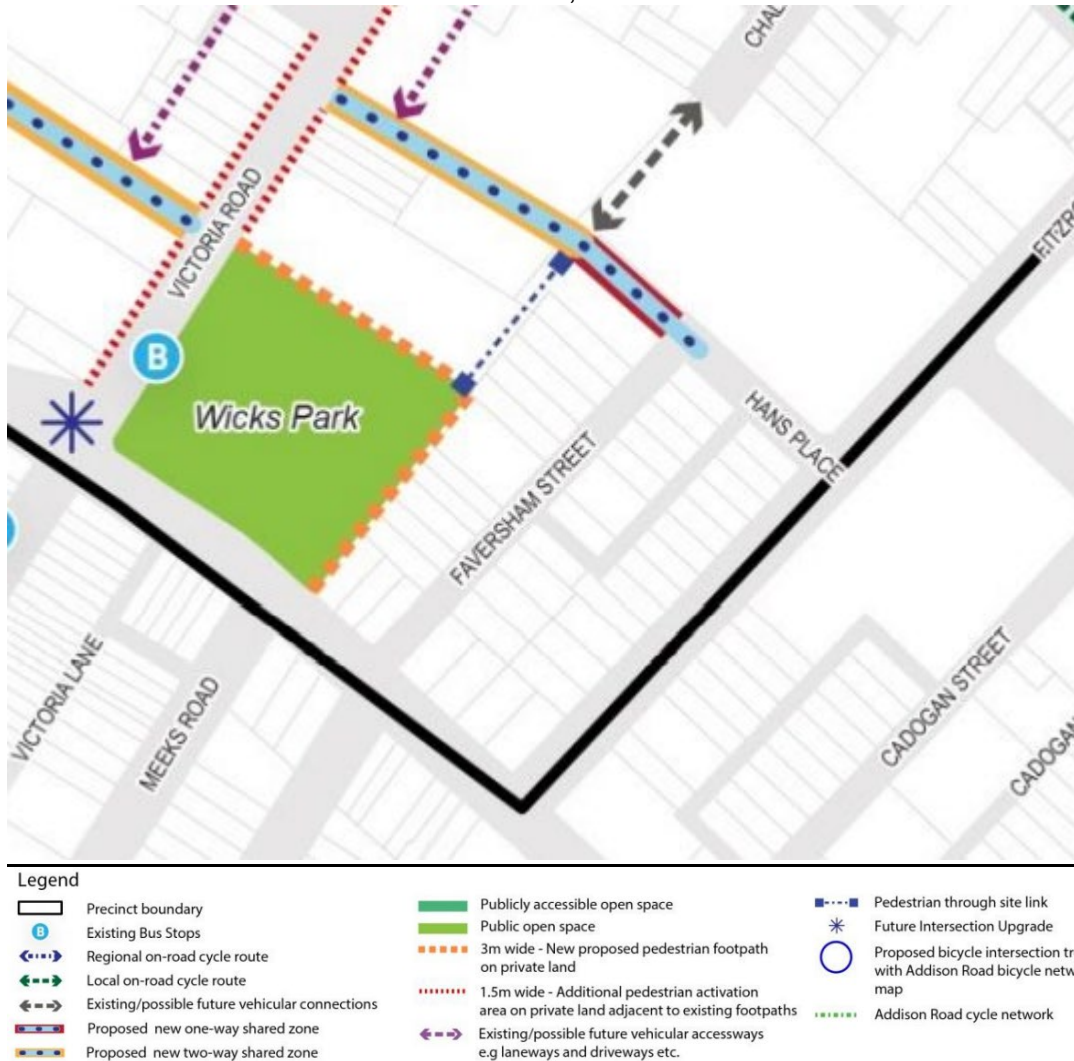 CHAL
VICTORIA ROAD
B
Wicks Park
HANS PLACE
FITZRO
FAVERSHAM STREET
VICTORIA LANE
MEEKS ROAD
CADOGAN STREET
CADOGAN
Legend
Precinct boundary
B Existing Bus Stops
Regional on-road cycle route
Local on-road cycle route
Existing/possible future vehicular connections
Proposed new one-way shared zone
Proposed new two-way shared zone
Publicly accessible open space
Public open space
3m wide - New proposed pedestrian footpath
on private land
1.5m wide - Additional pedestrian activation
area on private land adjacent to existing footpaths
Existing/possible future vehicular accessways
e.g laneways and driveways etc.
Pedestrian through site link
Future Intersection Upgrade
Proposed bicycle intersection tr
with Addison Road bicycle netw
map
Addison Road cycle network